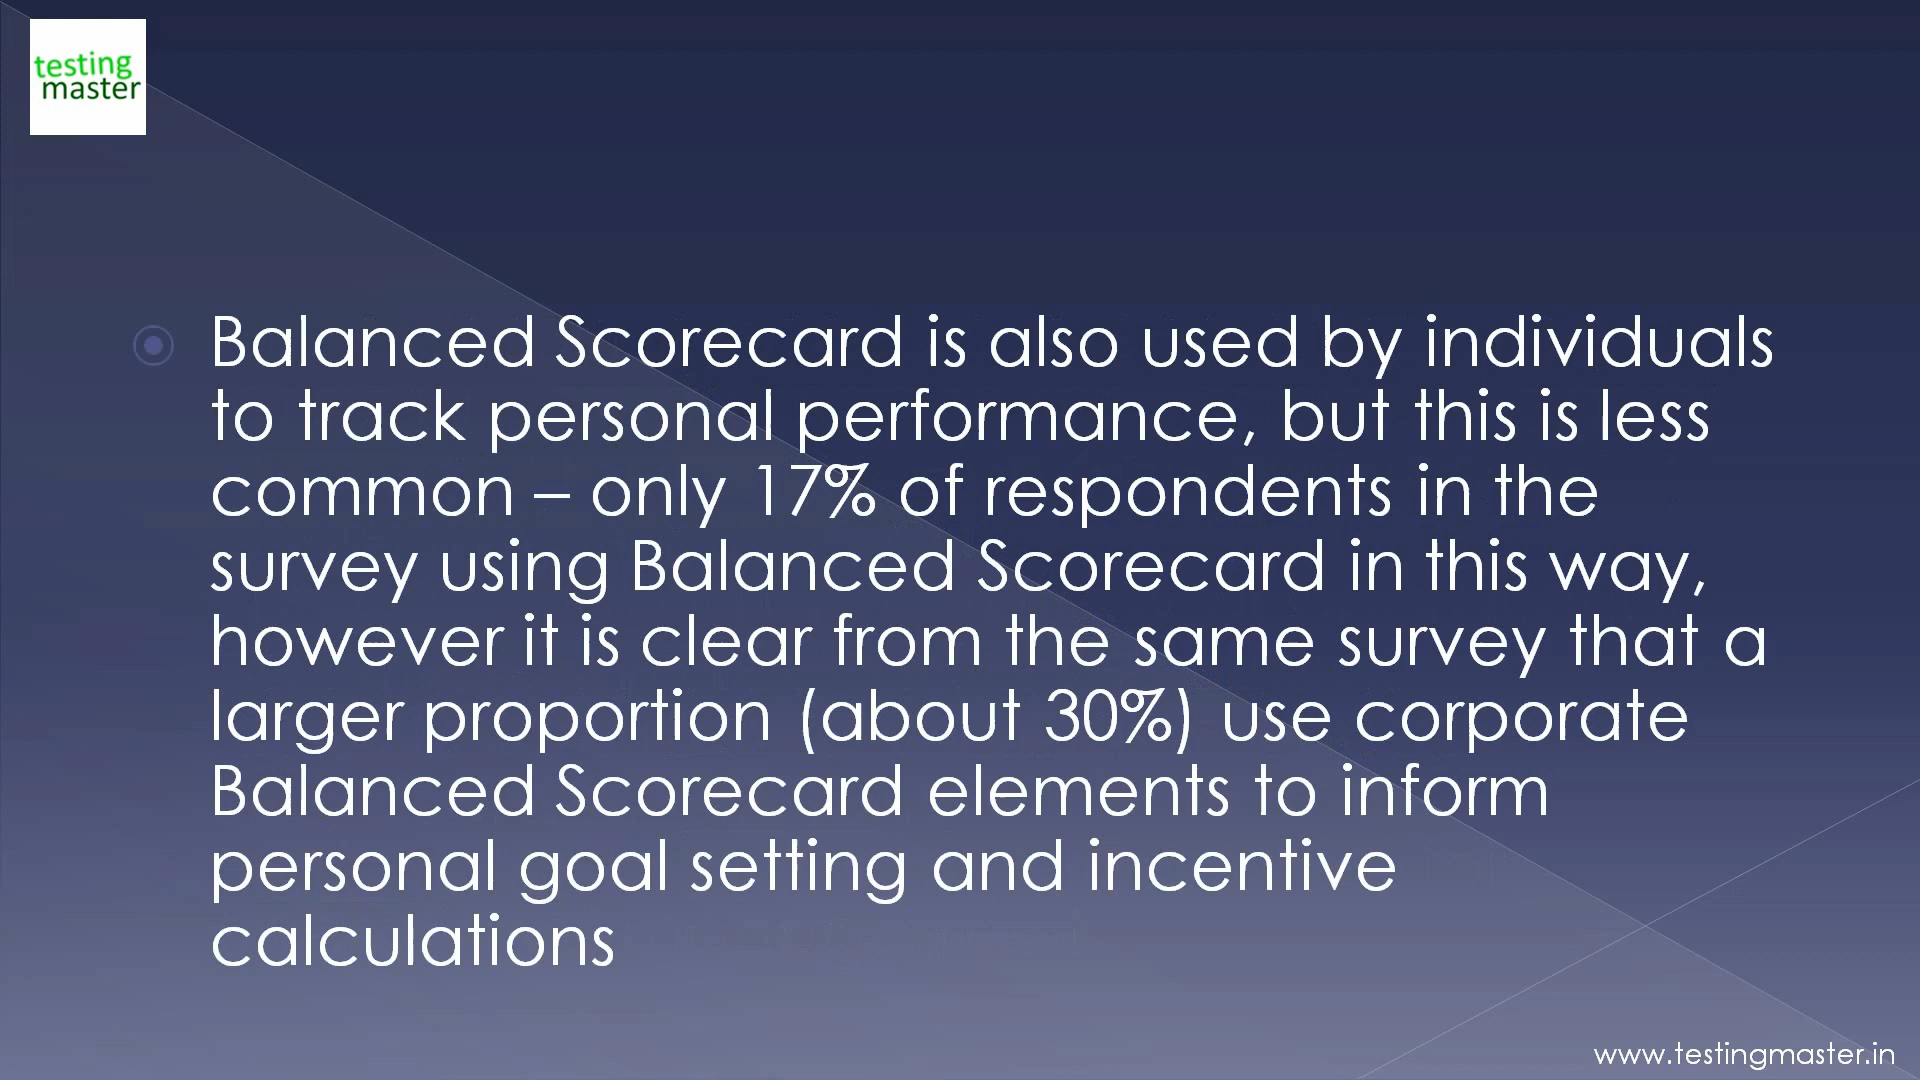 testing
master
Balanced Scorecard is also used by individuals
to track personal performance, but this is less
common – only 17% of respondents in the
survey using Balanced Scorecard in this way,
however it is clear from the same survey that a
larger proportion (about 30%) use corporate
Balanced Scorecard elements to inform
personal goal setting and incentive
calculations
www.testingmaster.in